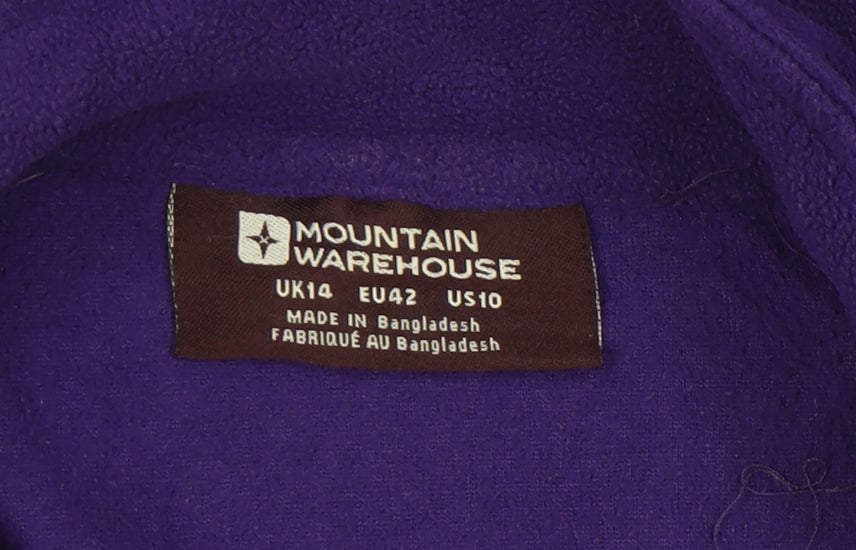 MOUNTAIN
WAREHOUSE
UK14 EU42 US10
MADE IN Bangladesh
FABRIQUÉ AU Bangladesh